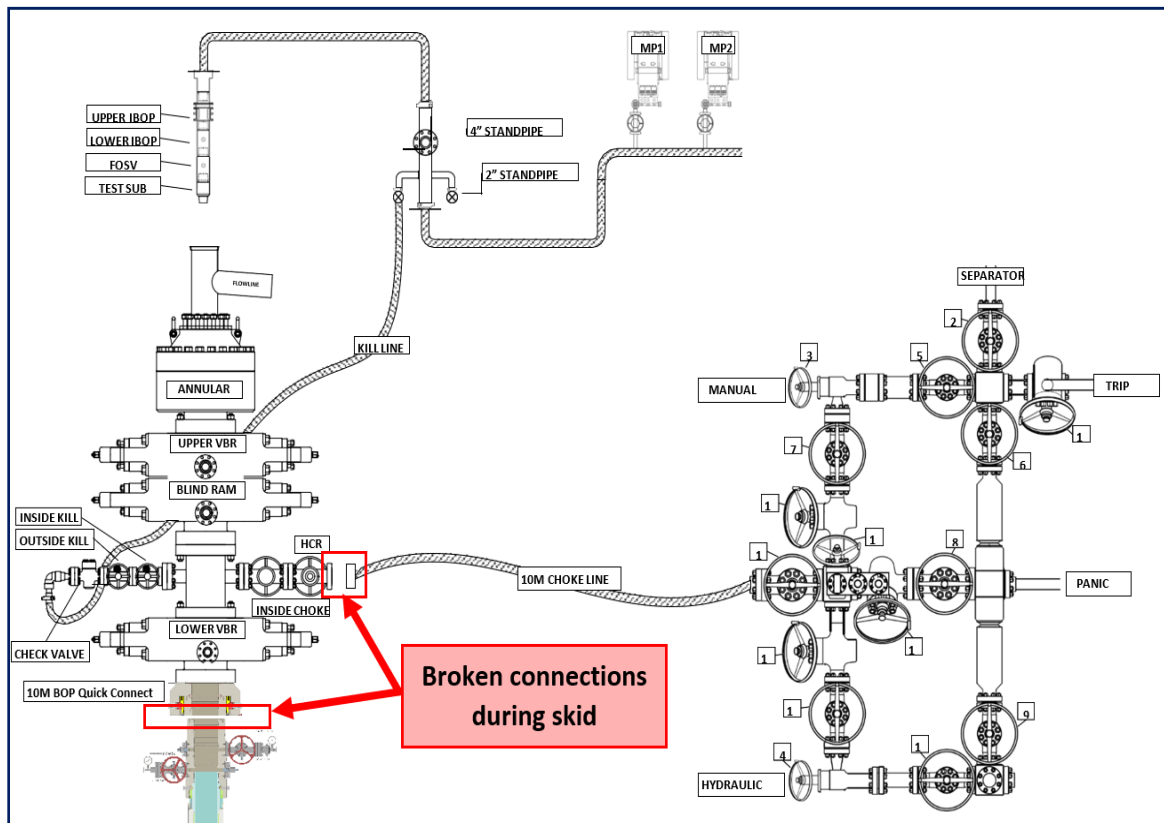 MP1
MP2
UPPER IBOP
LOWER IBOP
FOSV
TEST SUB
4" STANDPIPE
2" STANDPIPE
FLOWLINE
KILL LINE
ANNULAR
UPPER VBR
BLIND RAM
INSIDE KILL
OUTSIDE KILL
HCR
INSIDE CHOKE
LOWER VBR
CHECK VALVE
10M BOP Quick Connect
10M CHOKE LINE
Broken connections
during skid
SEPARATOR
2
3
5
MANUAL
TRIP
1
7
6
1
1
1
8
PANIC
1
1
1
9
1
4
HYDRAULIC